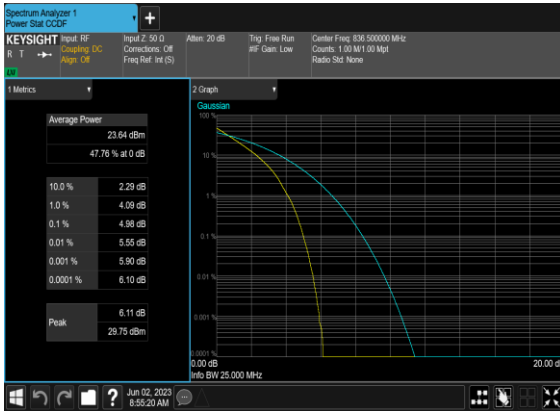 Spectrum Analyzer 1
Power Stat CCDF
+
KEYSIGHT
R T
LXI
Input: RF
Coupling: DC
Align: Off
Input Z: 50 Ω
Corrections: Off
Freq Ref: Int (S)
Atten: 20 dB
Trig: Free Run
#IF Gain: Low
Center Freq: 836.500000 MHz
Counts: 1.00 M/1.00 Mpt
Radio Std: None
1 Metrics
Average Power
23.64 dBm
47.76 % at 0 dB
10.0 % 2.29 dB
1.0 % 4.09 dB
0.1 % 4.98 dB
0.01 % 5.55 dB
0.001 % 5.90 dB
0.0001 % 6.10 dB
Peak
6.11 dB
29.75 dBm
2 Graph
Gaussian
100 %
10 %
1 %
0.1 %
0.01 %
0.001 %
0.0001 %
0.00 dB
20.00 d
Info BW 25.000 MHz
?
Jun 02, 2023
8:55:20 AM